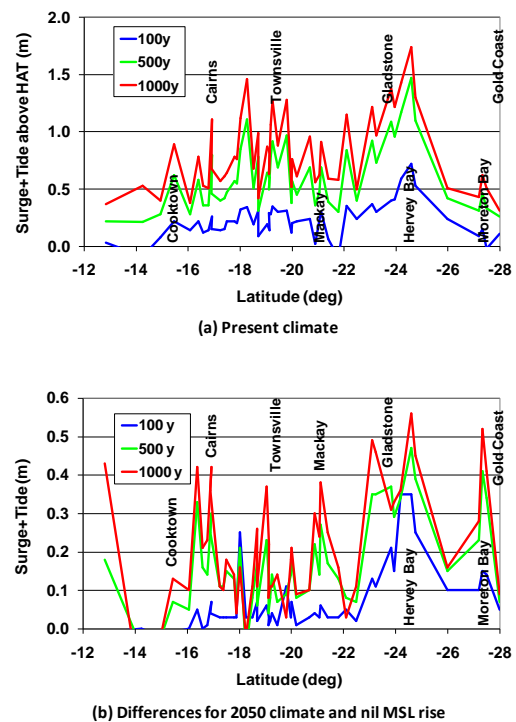 2.0
1.5
1.0
0.5
0.0
Surge+Tide above HAT (m)
100y
500y
1000y
Cooktown
Cairns
Townsville
Mackay
Gladstone
Hervey Bay
Moreton Bay
Gold Coast
-12 -14 -16 -18 -20 -22 -24 -26 -28
Latitude (deg)
(a) Present climate
0.6
0.5
0.4
0.3
0.2
0.1
0.0
Surge+Tide (m)
100 y
500 y
1000 y
Cooktown
Cairns
Townsville
Mackay
Gladstone
Hervey Bay
Moreton Bay
Gold Coast
-12 -14 -16 -18 -20 -22 -24 -26 -28
Latitude (deg)
(b) Differences for 2050 climate and nil MSL rise